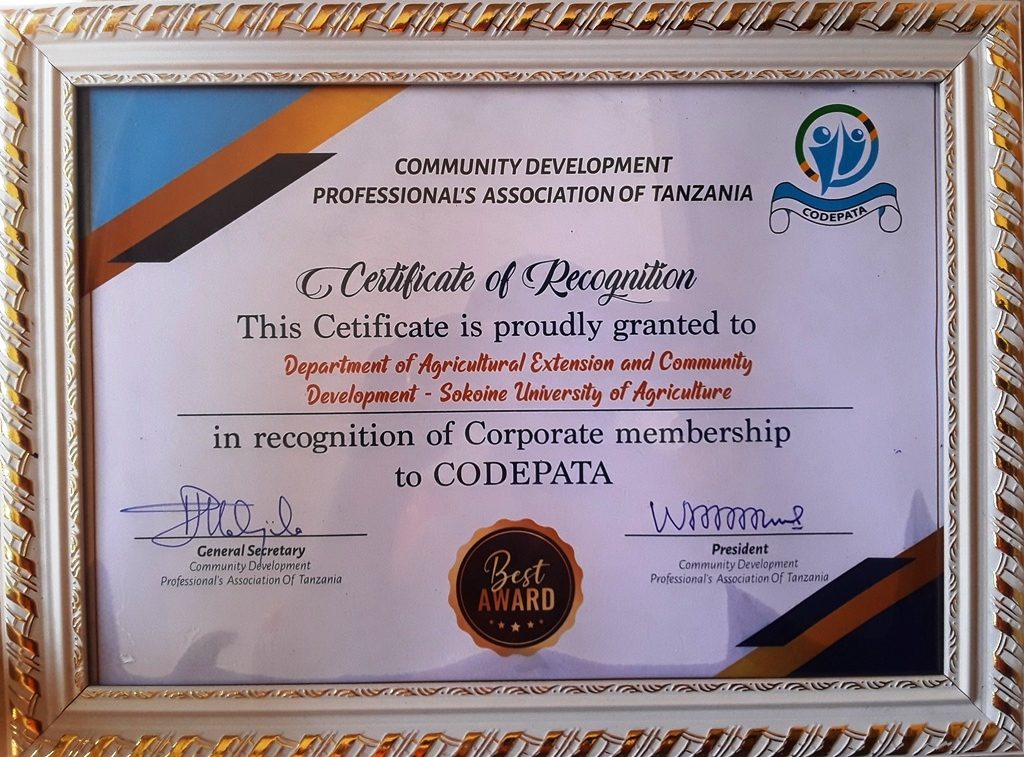 COMMUNITY DEVELOPMENT
PROFESSIONAL'S ASSOCIATION OF TANZANIA
CODEPATA
Certificate of Recognition
This Cetificate is proudly granted to
Department of Agricultural Extension and Community
Development - Sokoine University of Agriculture
in recognition of Corporate membership
to CODEPATA
General Secretary
Community Development
Professional's Association Of Tanzania
Best
AWARD
President
Community Development
Professional's Association Of Tanzania